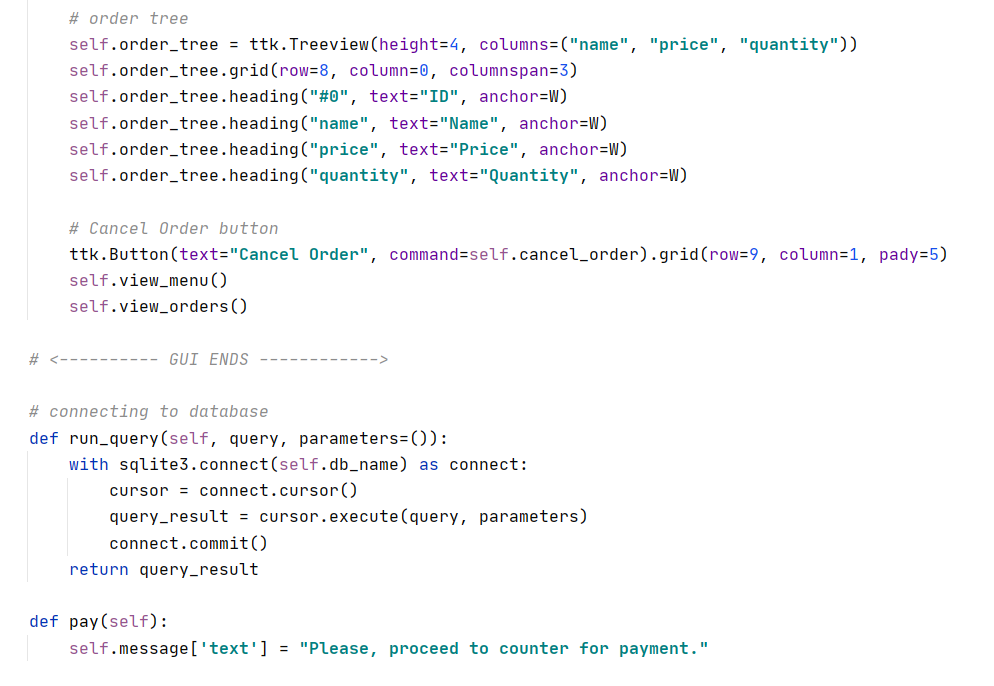 # order tree
self.order_tree = ttk.Treeview(height=4, columns=("name", "price", "quantity"))
self.order_tree.grid(row=8, column=0, columnspan=3)
self.order_tree.heading("#0", text="ID", anchor=W)
self.order_tree.heading("name", text="Name", anchor=W)
self.order_tree.heading("price", text="Price", anchor=W)
self.order_tree.heading("quantity", text="Quantity", anchor=W)
# Cancel Order button
ttk.Button(text="Cancel Order", command=self.cancel_order).grid(row=9, column=1, pady=5)
self.view_menu()
self.view_orders()
# <---------- GUI ENDS ------------>
# connecting to database
def run_query(self, query, parameters=()):
with sqlite3.connect(self.db_name) as connect:
cursor = connect.cursor()
query_result = cursor.execute(query, parameters)
connect.commit()
return query_result
def pay(self):
self.message['text'] = "Please, proceed to counter for payment."